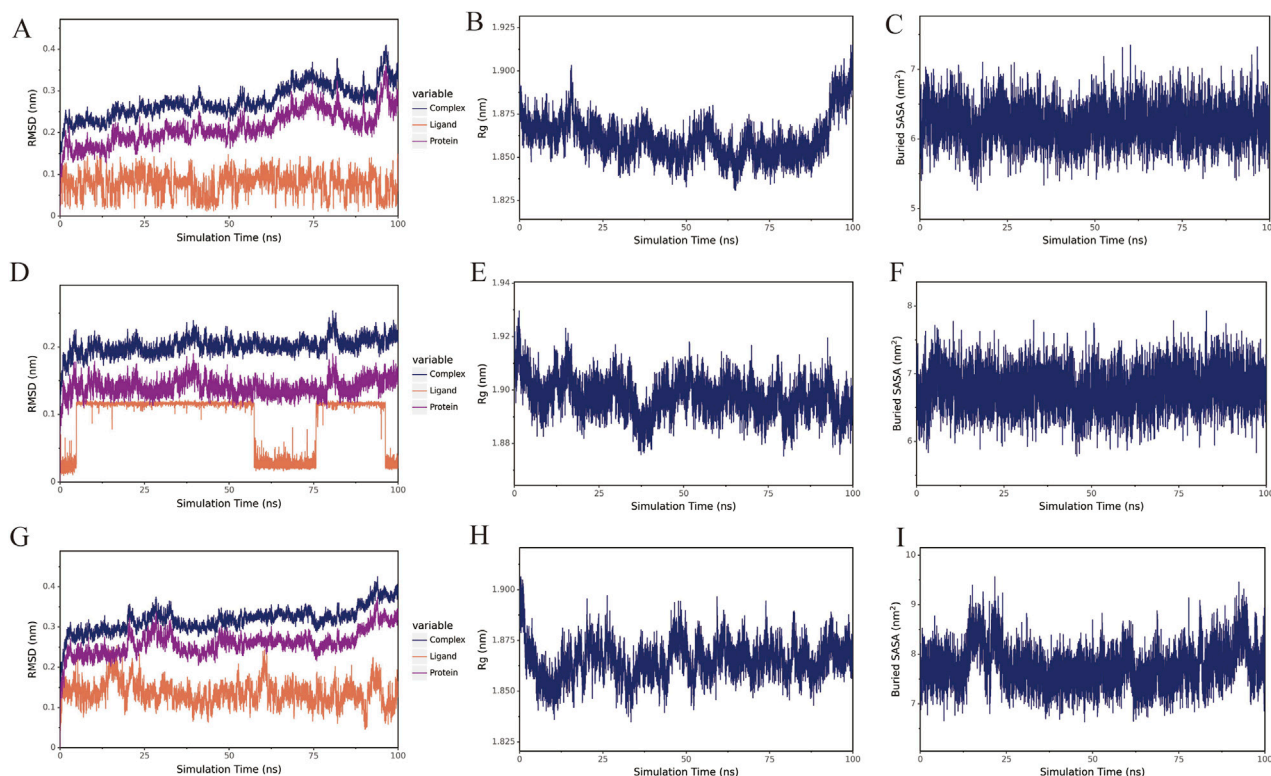 A
RMSD (nm)
0.4
0.3
0.2
0.1
0
0
25
50
75
100
Simulation Time (ns)
variable
Complex
Ligand
Protein
B
Rg (nm)
1.925
1.900
1.875
1.850
1.825
0
25
50
75
100
Simulation Time (ns)
C
Buried SASA (nm²)
8
7
6
5
0
25
50
75
100
Simulation Time (ns)
D
RMSD (nm)
0.2
0.1
0
0
25
50
75
100
Simulation Time (ns)
variable
Complex
Ligand
Protein
E
Rg (nm)
1.94
1.92
1.90
1.88
0
25
50
75
100
Simulation Time (ns)
F
Buried SASA (nm²)
8
7
6
0
25
50
75
100
Simulation Time (ns)
G
RMSD (nm)
0.4
0.3
0.2
0.1
0
0
25
50
75
100
Simulation Time (ns)
variable
Complex
Ligand
Protein
H
Rg (nm)
1.900
1.875
1.850
1.825
0
25
50
75
100
Simulation Time (ns)
I
Buried SASA (nm²)
10
9
8
7
0
25
50
75
100
Simulation Time (ns)